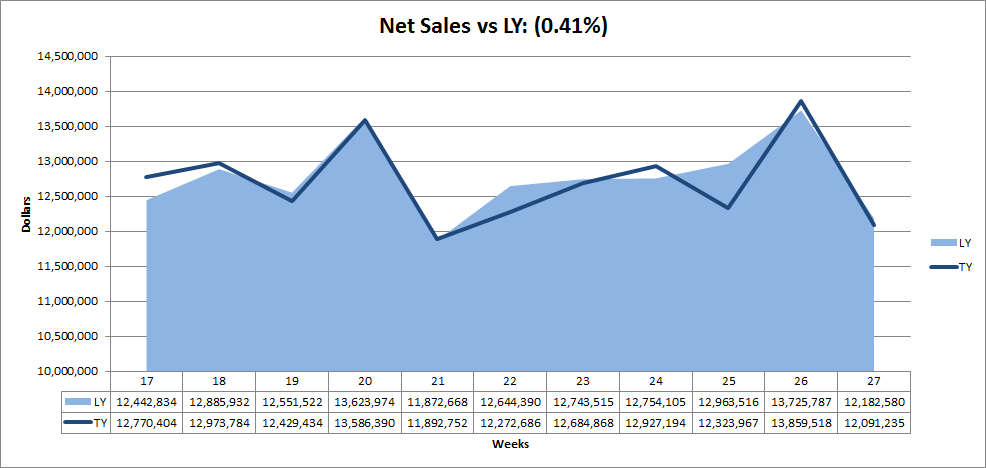 Net Sales vs LY: (0.41%)
14,500,000
14,000,000
13,500,000
13,000,000
12,500,000
12,000,000
11,500,000
11,000,000
10,500,000
10,000,000
Dollars
17 18 19 20 21 22 23 24 25 26 27
LY 12,442,834 12,885,932 12,551,522 13,623,974 11,872,668 12,644,390 12,743,515 12,754,105 12,963,516 13,725,787 12,182,580
TY 12,770,404 12,973,784 12,429,434 13,586,390 11,892,752 12,272,686 12,684,868 12,927,194 12,323,967 13,859,518 12,091,235
Weeks
LY
TY